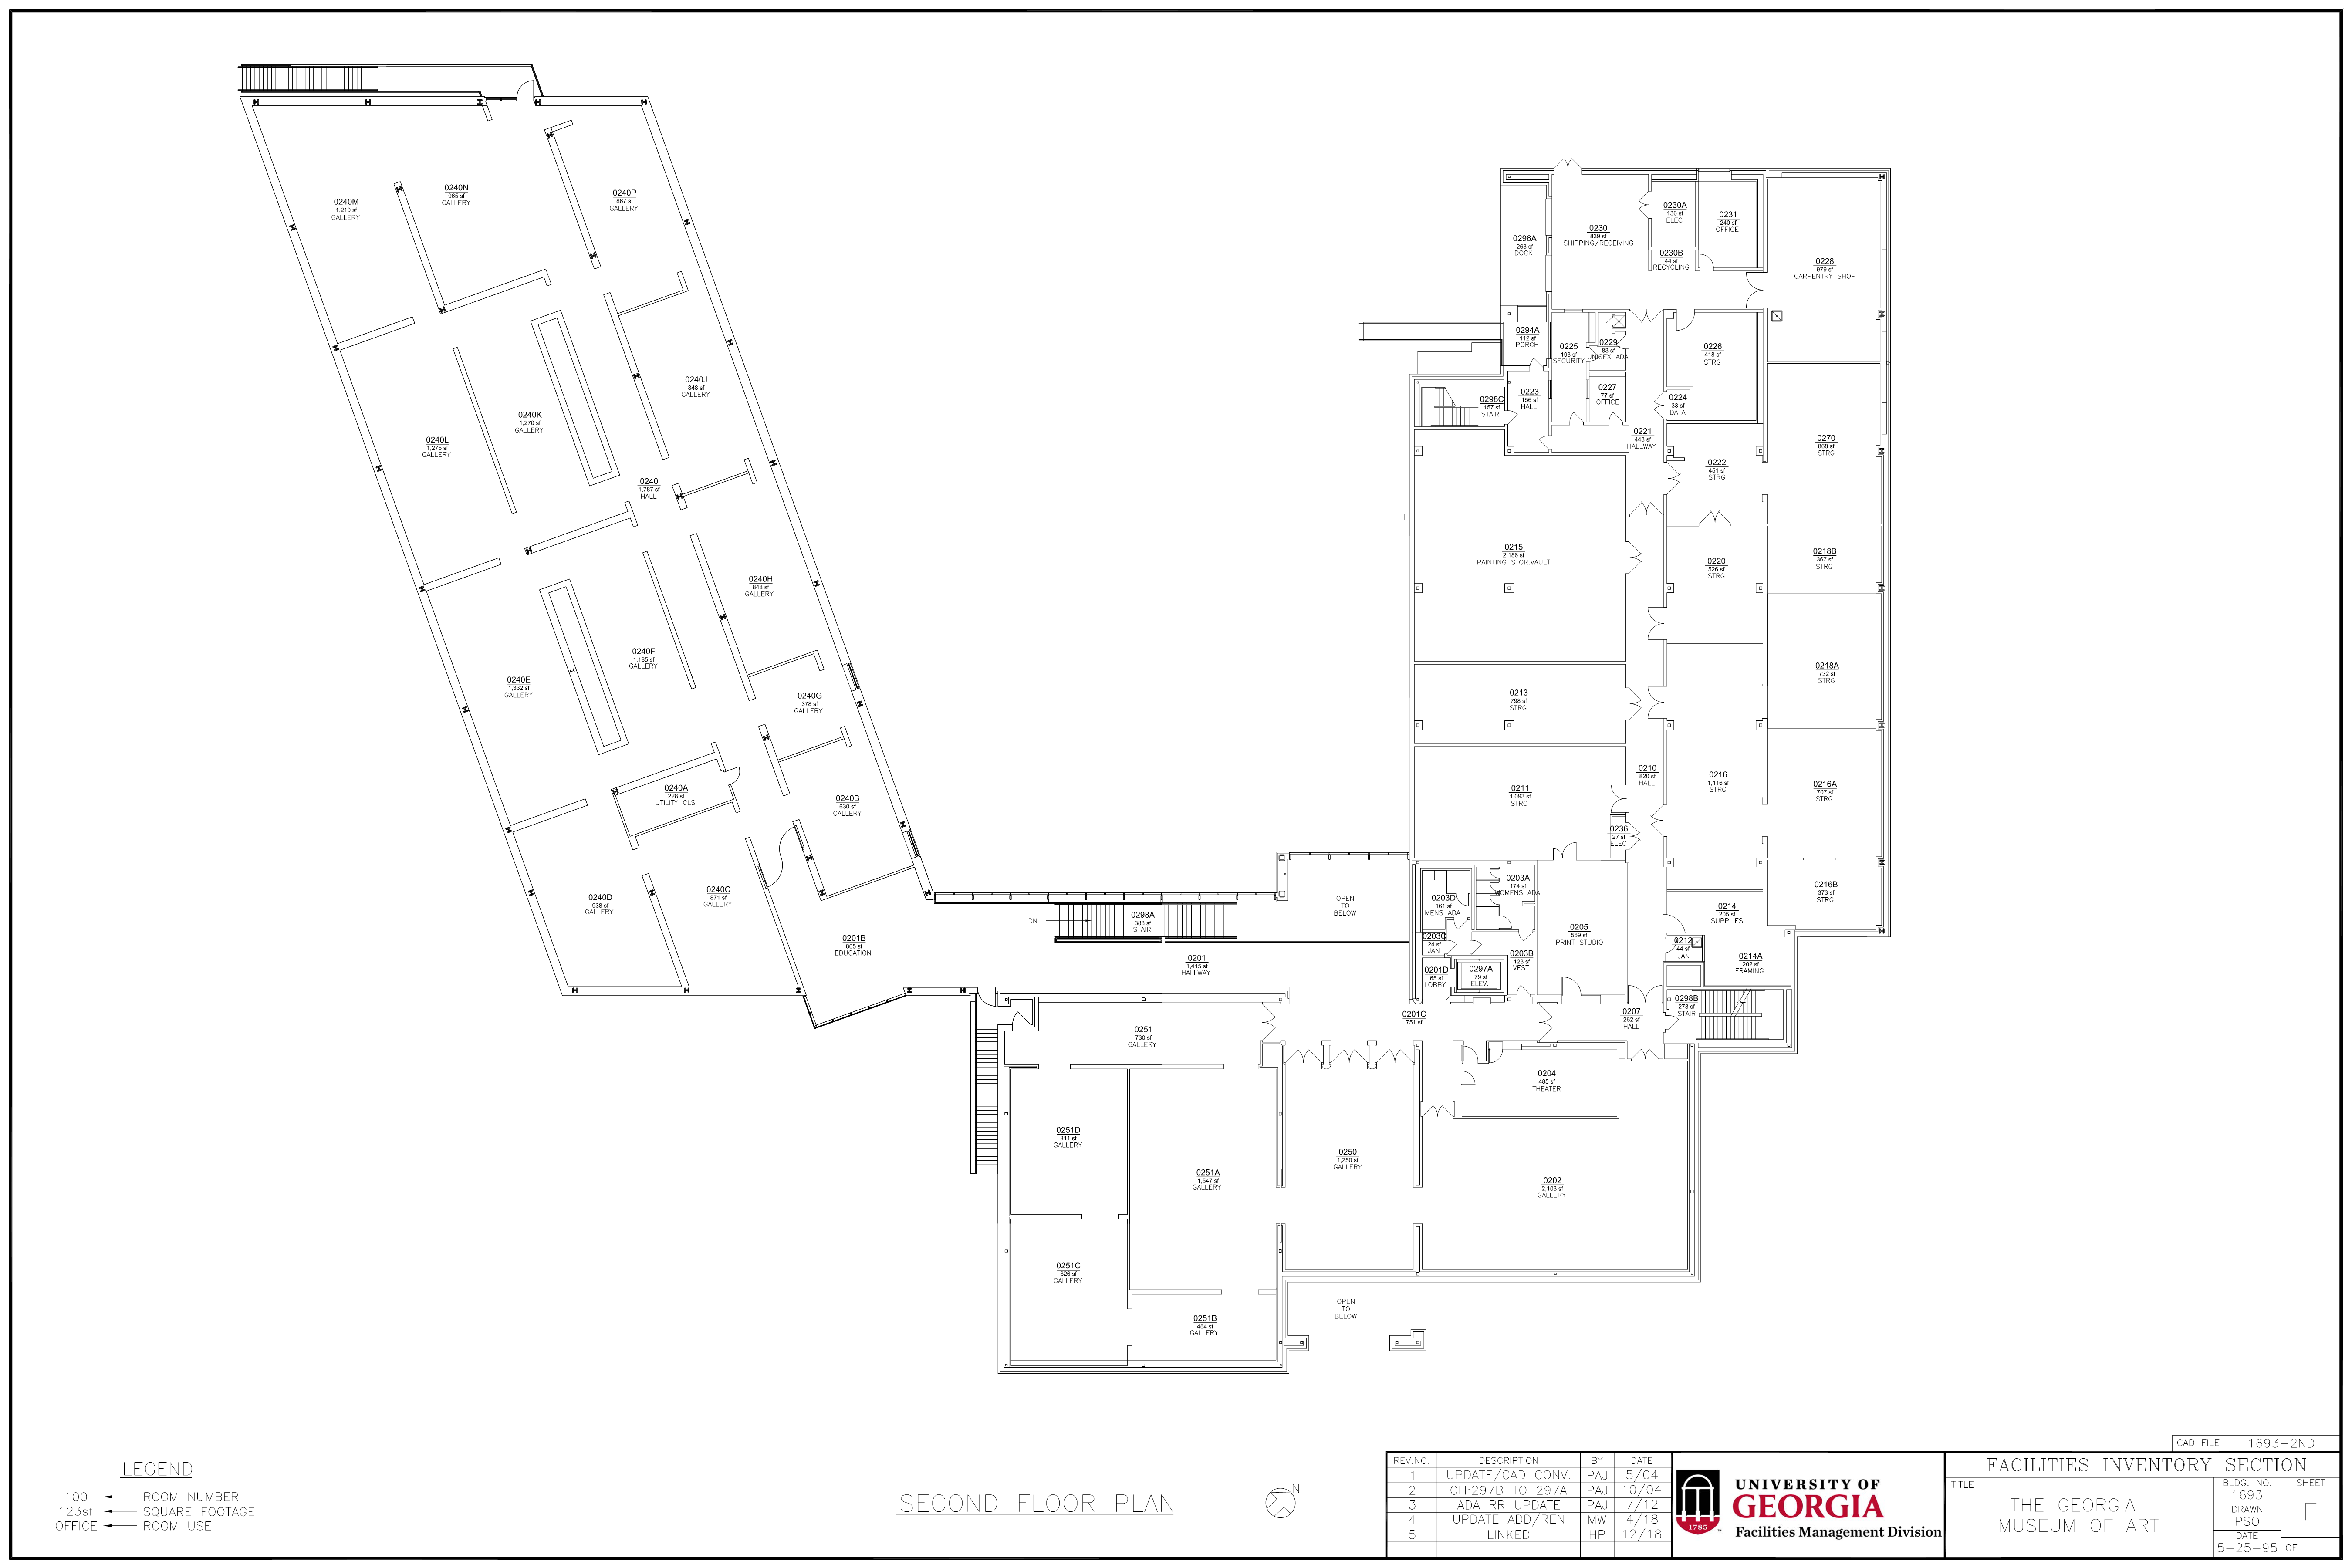 0240M
1,210 sf
GALLERY
0240N
965 sf
GALLERY
0240P
867 sf
GALLERY
0240L
1,275 sf
GALLERY
0240K
1,270 sf
GALLERY
0240J
848 sf
GALLERY
0240
1,787 sf
HALL
0240H
848 sf
GALLERY
0240E
1,332 sf
GALLERY
0240F
1,185 sf
GALLERY
0240G
378 sf
GALLERY
0240A
228 sf
UTILITY CLS
0240B
630 sf
GALLERY
0240D
938 sf
GALLERY
0240C
871 sf
GALLERY
0201B
865 sf
EDUCATION
DN
0298A
388 sf
STAIR
0201
1,415 sf
HALLWAY
OPEN
TO
BELOW
0296A
263 sf
DOCK
0230
839 sf
SHIPPING/RECEIVING
0230A
136 sf
ELEC
0231
240 sf
OFFICE
0230B
44 sf
RECYCLING
0228
979 sf
CARPENTRY SHOP
0294A
112 sf
PORCH
0225
193 sf
SECURITY
0229
83 sf
UNISEX ADA
0226
418 sf
STRG
0298C
157 sf
STAIR
0223
156 sf
HALL
0227
77 sf
OFFICE
0224
33 sf
DATA
0221
443 sf
HALLWAY
0222
451 sf
STRG
0270
868 sf
STRG
0215
2,186 sf
PAINTING STOR.VAULT
0220
526 sf
STRG
0218B
367 sf
STRG
0213
798 sf
STRG
0218A
732 sf
STRG
0210
820 sf
HALL
0216
1,116 sf
STRG
0216A
707 sf
STRG
0211
1,093 sf
STRG
0236
27 sf
ELEC
0203D
161 sf
MENS ADA
0203A
174 sf
WOMENS ADA
0216B
373 sf
STRG
0214
205 sf
SUPPLIES
0205
569 sf
PRINT STUDIO
0203C
24 sf
JAN
0203B
123 sf
VEST
0212
44 sf
JAN
0214A
202 sf
FRAMING
0201D
65 sf
LOBBY
0297A
79 sf
ELEV.
0298B
273 sf
STAIR
0201C
751 sf
0207
262 sf
HALL
0251
730 sf
GALLERY
0204
485 sf
THEATER
0251D
811 sf
GALLERY
0251A
1,547 sf
GALLERY
0250
1,250 sf
GALLERY
0202
2,103 sf
GALLERY
0251C
826 sf
GALLERY
0251B
454 sf
GALLERY
OPEN
TO
BELOW
LEGEND
100 ROOM NUMBER
123sf SQUARE FOOTAGE
OFFICE ROOM USE
SECOND FLOOR PLAN
N
REV.NO. DESCRIPTION BY DATE
1 UPDATE/CAD CONV. PAJ 5/04
2 CH:297B TO 297A PAJ 10/04
3 ADA RR UPDATE PAJ 7/12
4 UPDATE ADD/REN MW 4/18
5 LINKED HP 12/18
1785
UNIVERSITY OF
GEORGIA
Facilities Management Division
CAD FILE 1693-2ND
FACILITIES INVENTORY SECTION
TITLE
THE GEORGIA
MUSEUM OF ART
BLDG. NO.
1693
DRAWN
PSO
DATE
5-25-95
SHEET
F
OF